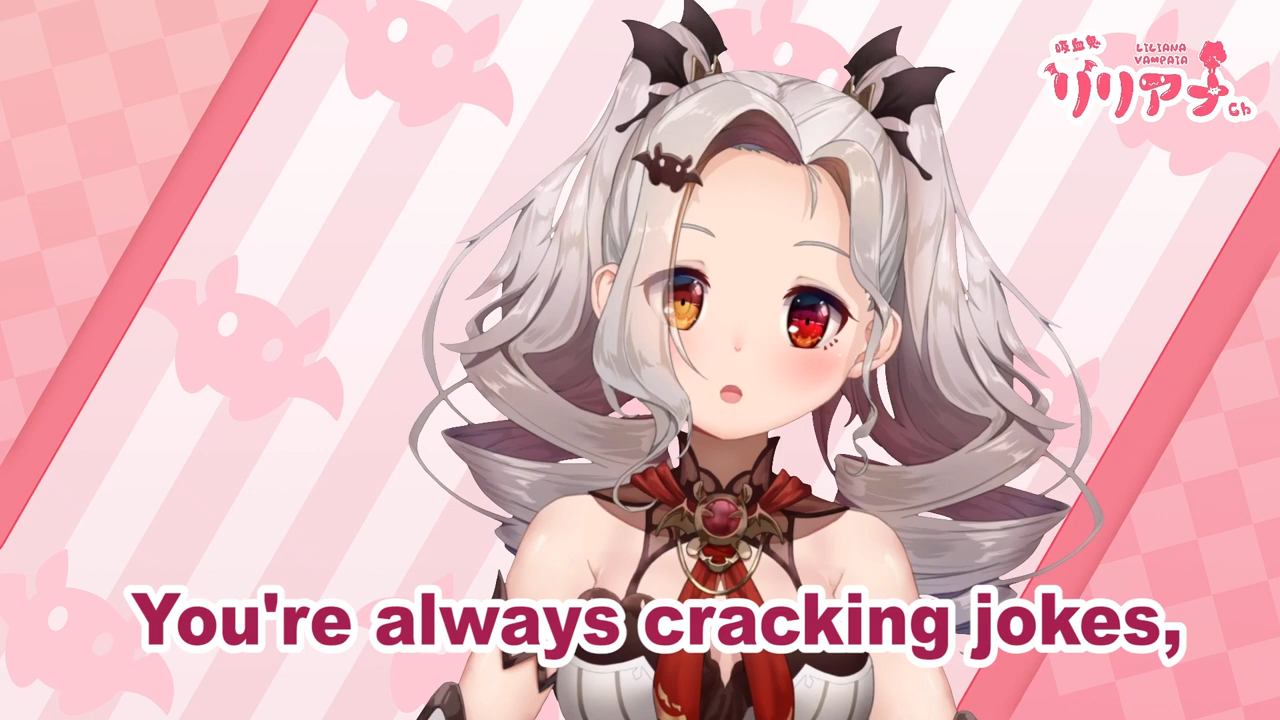 吸血鬼
LILIANA
VAMPAIA
リリアナ
Ch
You're always cracking jokes,